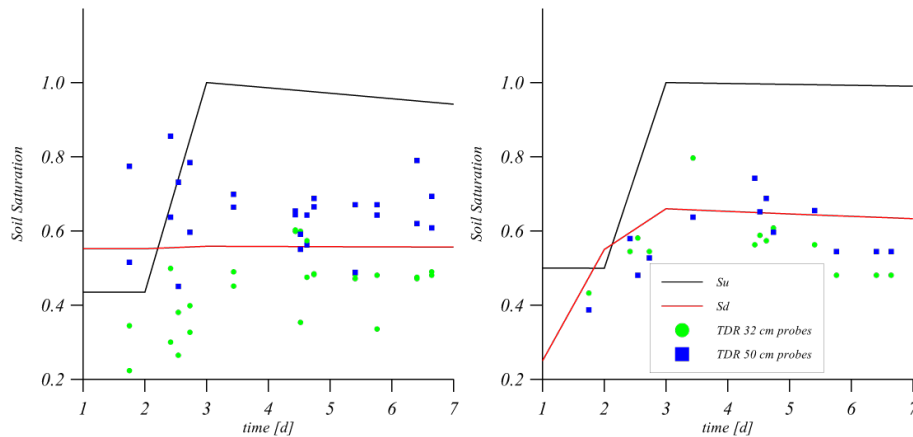 Soil Saturation
1.0
0.8
0.6
0.4
0.2
1 2 3 4 5 6 7
time [d]
Soil Saturation
1.0
0.8
0.6
0.4
0.2
1 2 3 4 5 6 7
time [d]
Su
Sd
TDR 32 cm probes
TDR 50 cm probes